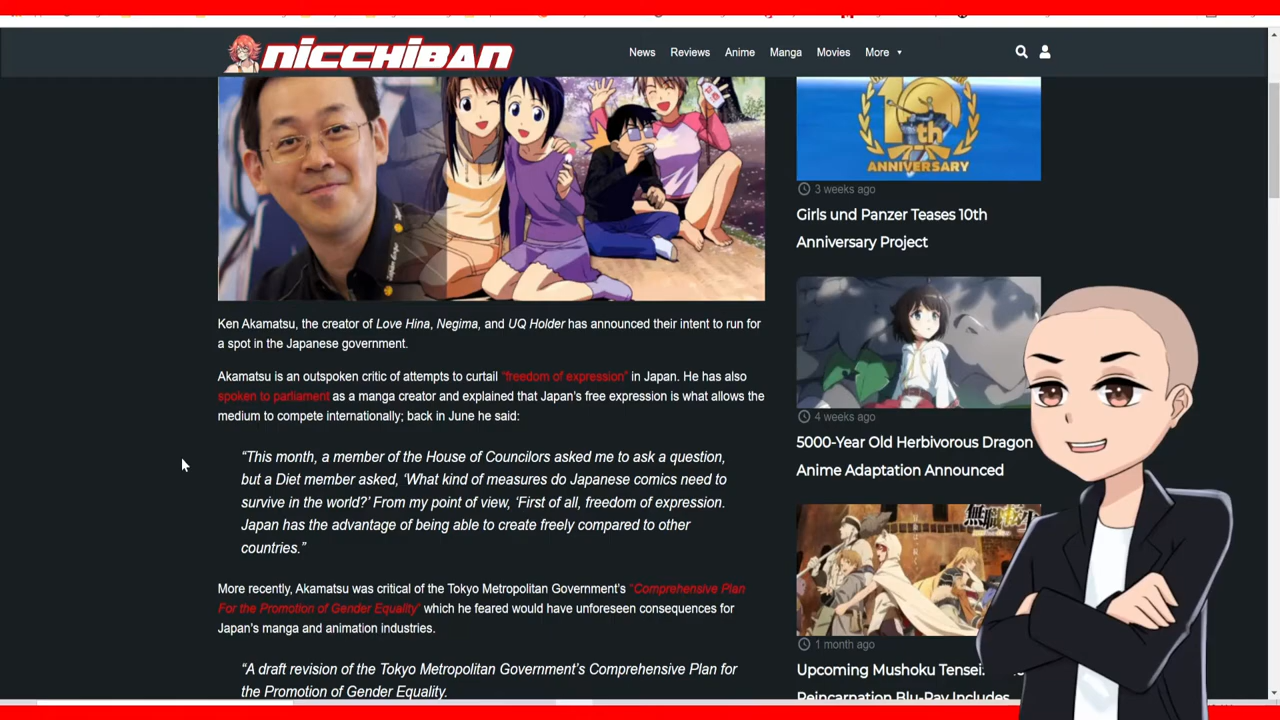 NICCHIBAN
News
Reviews
Anime
Manga
Movies
More
Ken Akamatsu, the creator of Love Hina, Negima, and UQ Holder has announced their intent to run for
a spot in the Japanese government.
Akamatsu is an outspoken critic of attempts to curtail “freedom of expression” in Japan. He has also
spoken to parliament as a manga creator and explained that Japan's free expression is what allows the
medium to compete internationally; back in June he said:
“This month, a member of the House of Councilors asked me to ask a question,
but a Diet member asked, ‘What kind of measures do Japanese comics need to
survive in the world?’ From my point of view, ‘First of all, freedom of expression.
Japan has the advantage of being able to create freely compared to other
countries.”
More recently, Akamatsu was critical of the Tokyo Metropolitan Government's “Comprehensive Plan
For the Promotion of Gender Equality” which he feared would have unforeseen consequences for
Japan's manga and animation industries.
“A draft revision of the Tokyo Metropolitan Government's Comprehensive Plan for
the Promotion of Gender Equality.
10th
ANNIVERSARY
3 weeks ago
Girls und Panzer Teases 10th
Anniversary Project
4 weeks ago
5000-Year Old Herbivorous Dragon
Anime Adaptation Announced
無職転生
1 month ago
Upcoming Mushoku Tensei:
Reincarnation Blu-Ray Includes